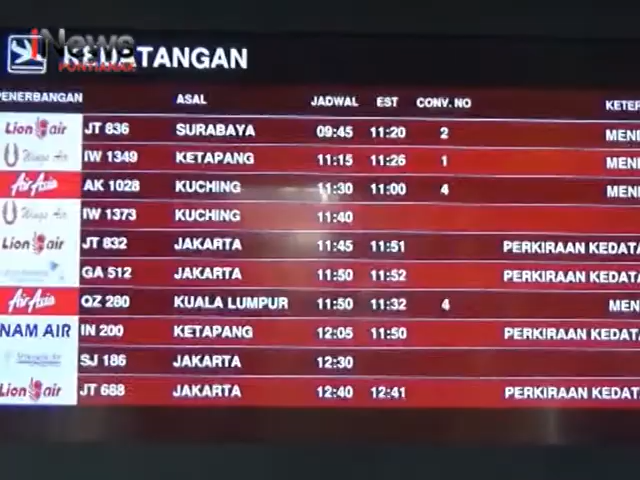 iNews
PONTIANAK
KEDATANGAN
PENERBANGAN ASAL JADWAL EST CONV. NO KETER
Lion air JT 836 SURABAYA 09:45 11:20 2 MEN
Wings Air IW 1349 KETAPANG 11:15 11:26 1 MEN
AirAsia AK 1028 KUCHING 11:30 11:00 4 MEN
Wings Air IW 1373 KUCHING 11:40
Lion air JT 832 JAKARTA 11:45 11:51 PERKIRAAN KEDATA
GA 512 JAKARTA 11:50 11:52 PERKIRAAN KEDATA
AirAsia QZ 280 KUALA LUMPUR 11:50 11:32 4 MEN
NAM AIR IN 200 KETAPANG 12:05 11:50 PERKIRAAN KEDATA
SJ 186 JAKARTA 12:30
Lion air JT 688 JAKARTA 12:40 12:41 PERKIRAAN KEDATA